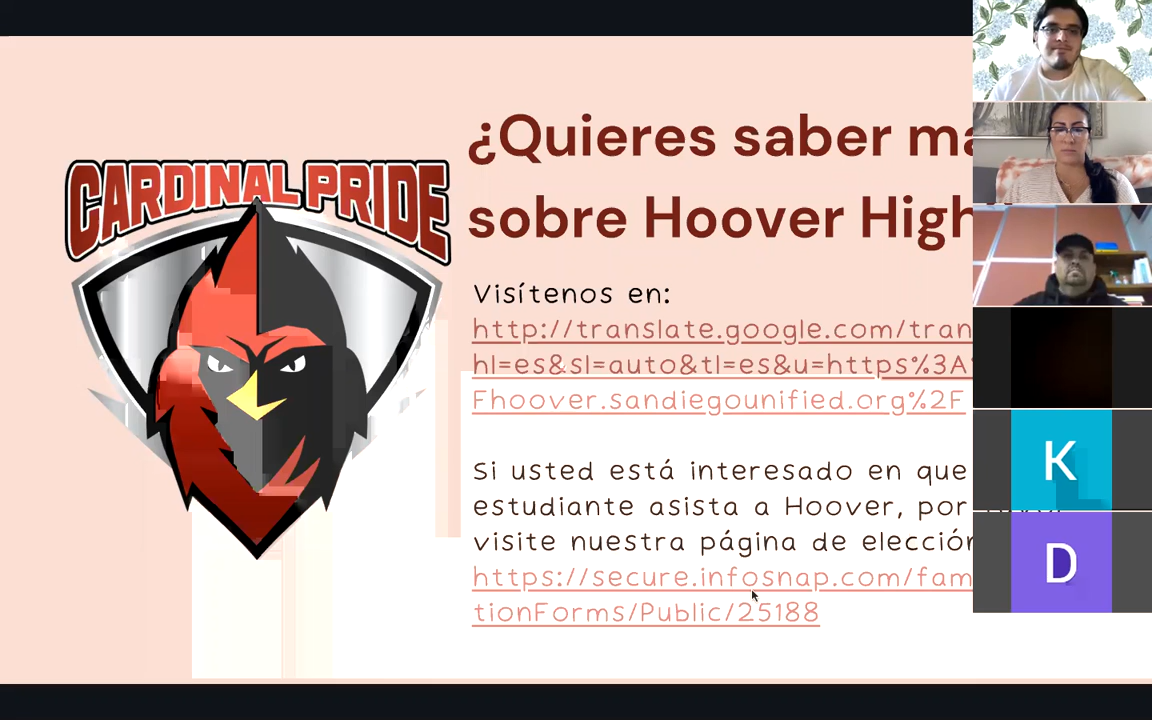 CARDINAL PRIDE
¿Quieres saber
sobre Hoover High
Visítenos en:
http://translate.google.com/tran
hl=es&sl=auto&tl=es&u=https%3A
Fhoover.sandiegounified.org%2F
Si usted está interesado en que
estudiante asista a Hoover, por
visite nuestra página de elección
https://secure.infosnap.com/fam
tionForms/Public/25188
K
D